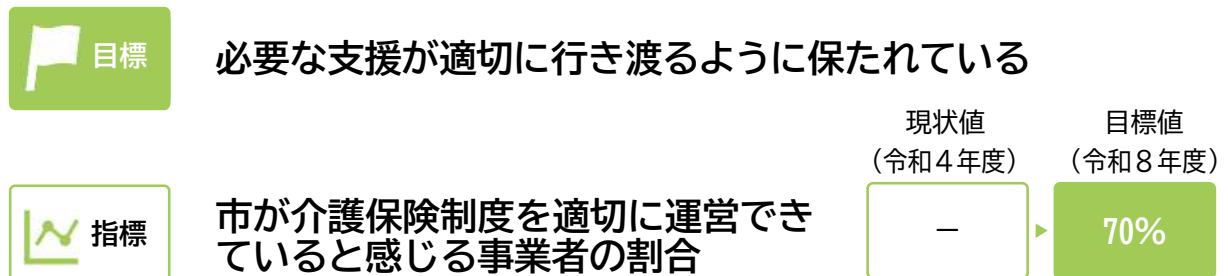 目標
必要な支援が適切に行き渡るように保たれている
現状値
（令和４年度）
目標値
（令和８年度）
指標
市が介護保険制度を適切に運営でき
ていると感じる事業者の割合
－
70%